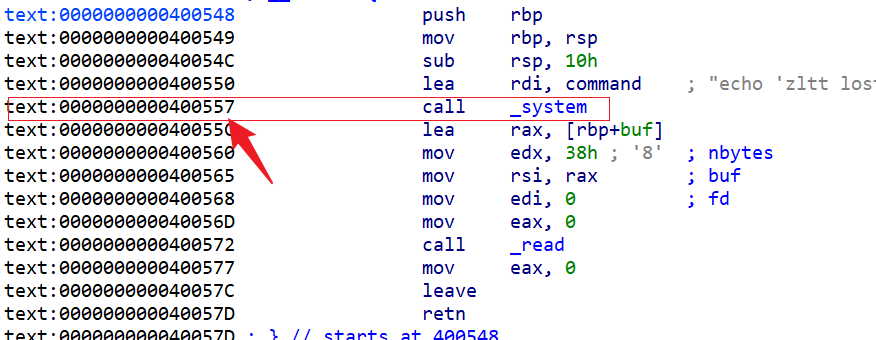 text:0000000000400548 push rbp
text:0000000000400549 mov rbp, rsp
text:000000000040054C sub rsp, 10h
text:0000000000400550 lea rdi, command ; "echo 'zltt lost
text:0000000000400557 call _system
text:000000000040055C lea rax, [rbp+buf]
text:0000000000400560 mov edx, 38h ; '8' ; nbytes
text:0000000000400565 mov rsi, rax ; buf
text:0000000000400568 mov edi, 0 ; fd
text:000000000040056D mov eax, 0
text:0000000000400572 call _read
text:0000000000400577 mov eax, 0
text:000000000040057C leave
text:000000000040057D retn
text:000000000040057D ; } // starts at 400548